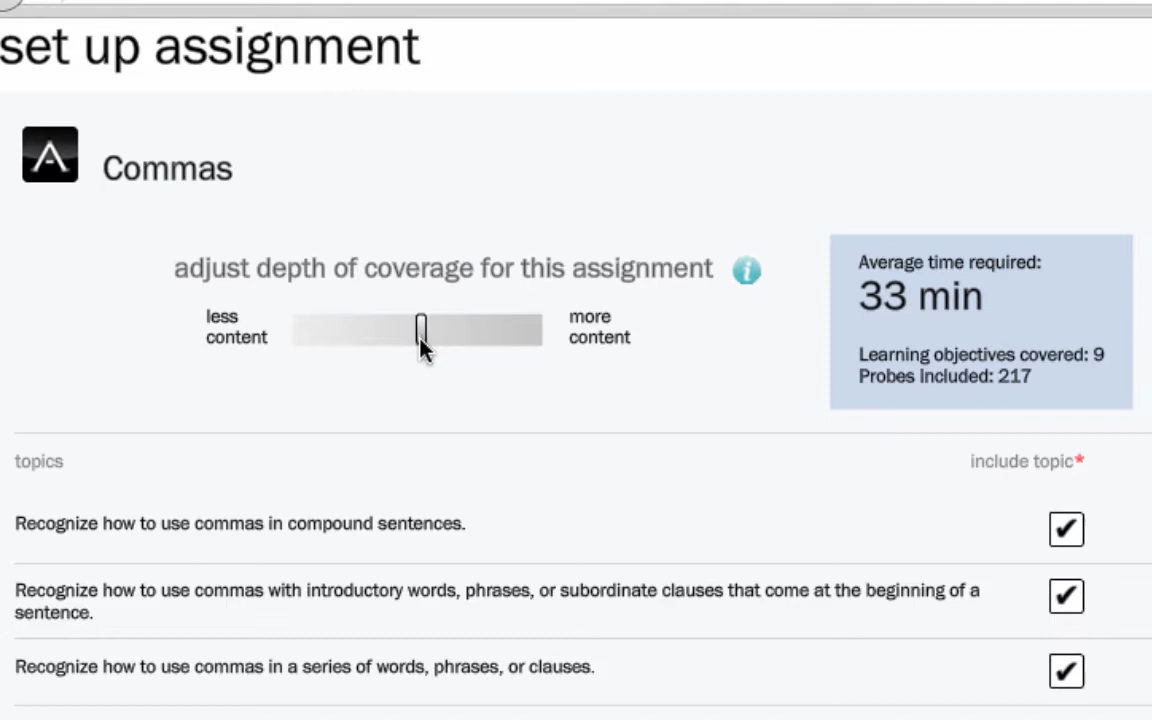 set up assignment
Commas
adjust depth of coverage for this assignment
less
content
more
content
Average time required:
33 min
Learning objectives covered: 9
Probes Included: 217
topics
include topic*
Recognize how to use commas in compound sentences.
Recognize how to use commas with introductory words, phrases, or subordinate clauses that come at the beginning of a
sentence.
Recognize how to use commas in a series of words, phrases, or clauses.